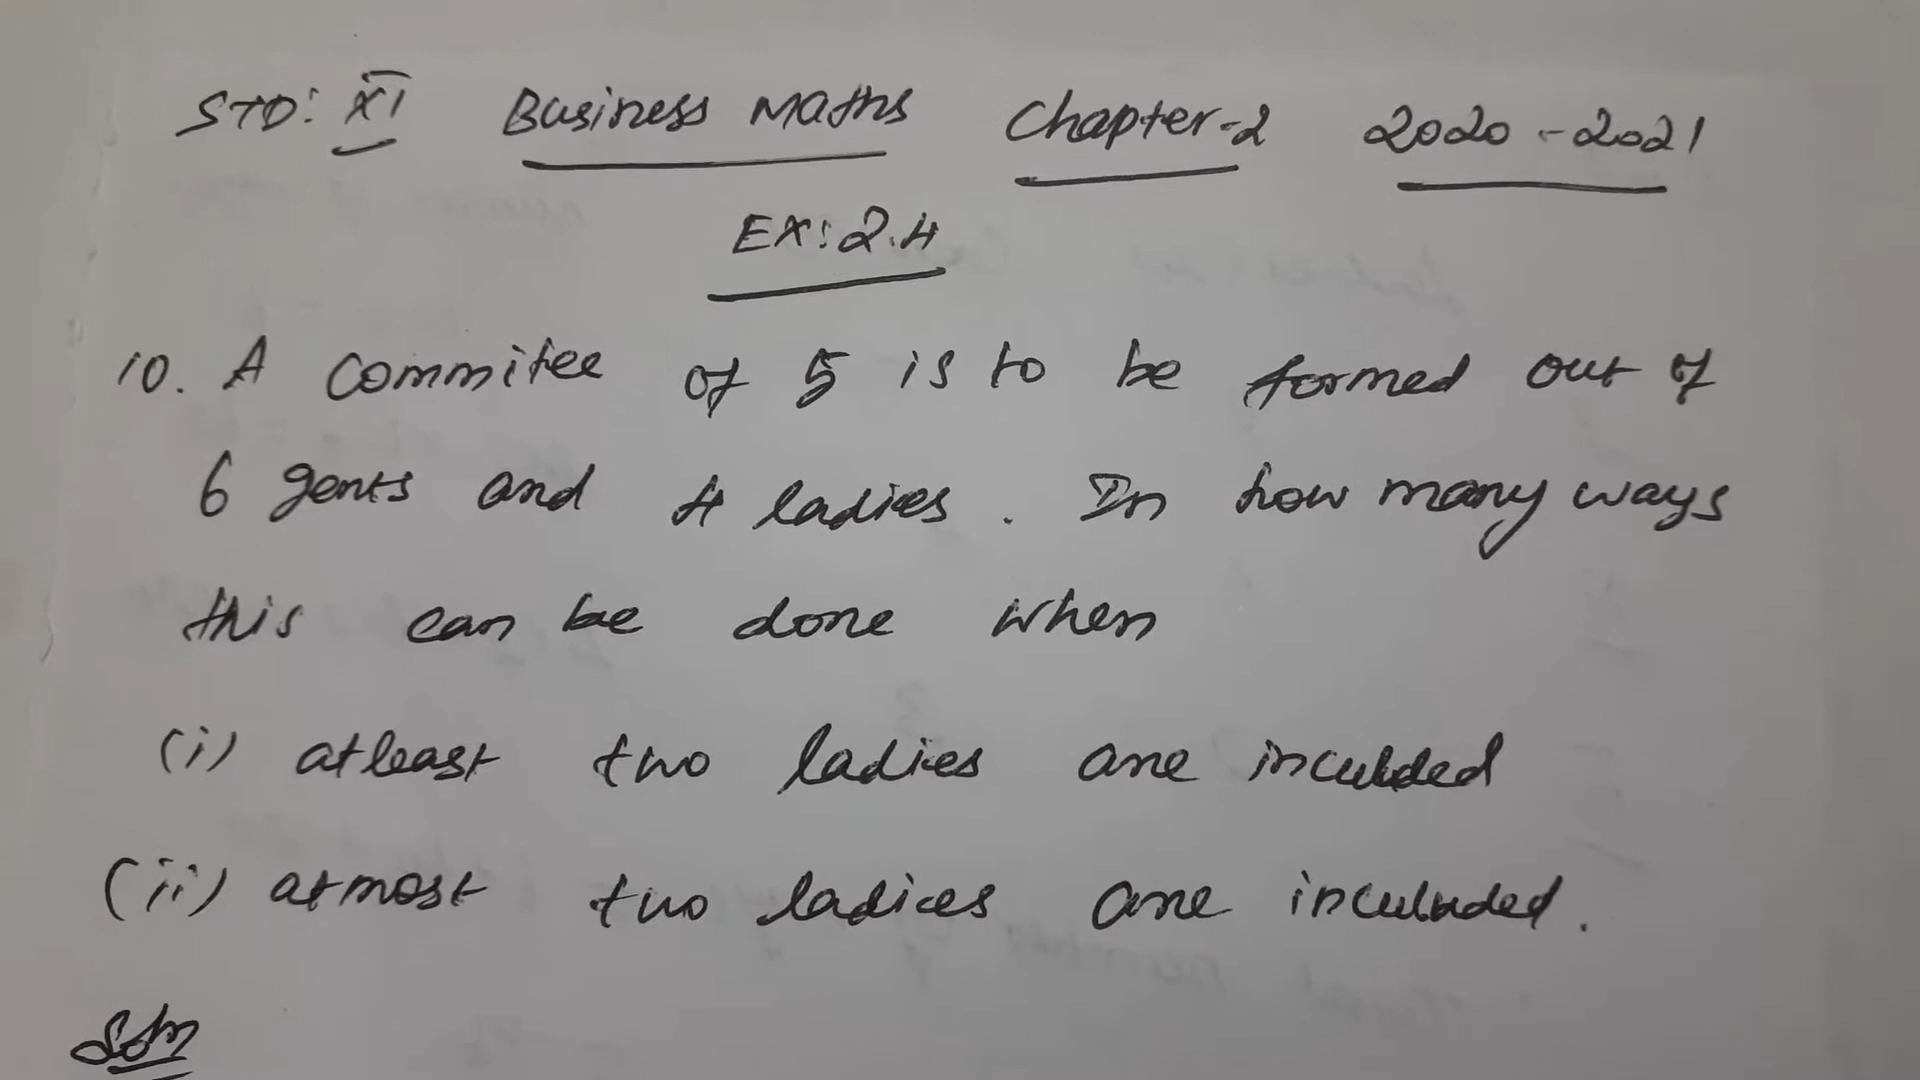 STD: XI Business Maths Chapter-2 2020-2021
EX: 2.4
10. A Commitee of 5 is to be formed out of
6 gents and 4 ladies. In how many ways
this can be done when
(i) atleast two ladies are inculded
(ii) atmost two ladies are inculuded.
Soln